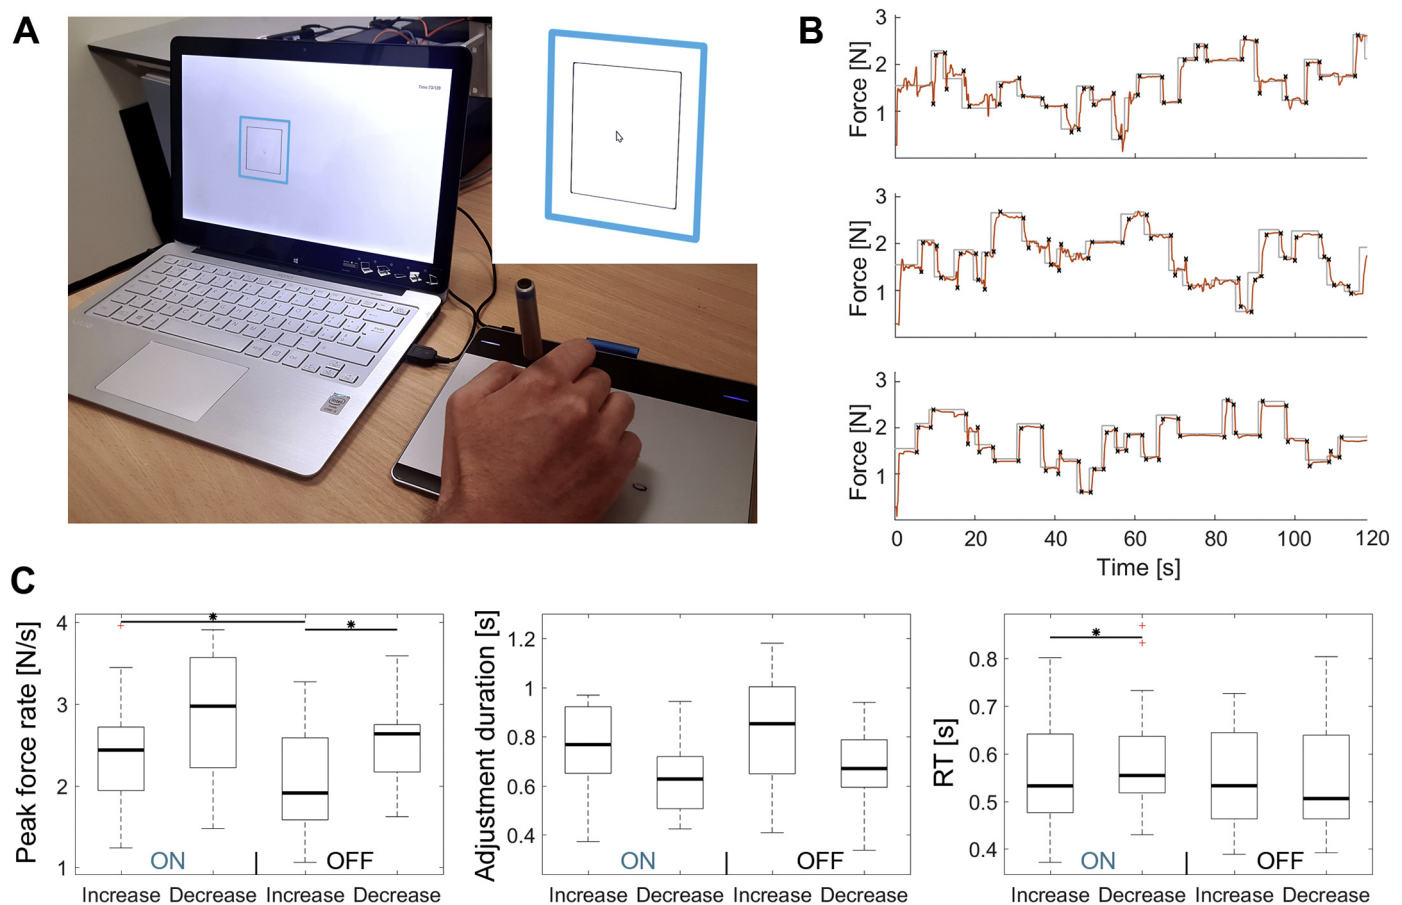 A
B
3
2
1
Force [N]
3
2
1
Force [N]
3
2
1
Force [N]
0 20 40 60 80 100 120
Time [s]
C
4
3
2
1
Peak force rate [N/s]
*
*
ON | OFF
Increase Decrease Increase Decrease
1.2
1
0.8
0.6
0.4
Adjustment duration [s]
ON | OFF
Increase Decrease Increase Decrease
0.8
0.7
0.6
0.5
0.4
RT [s]
*
ON | OFF
Increase Decrease Increase Decrease